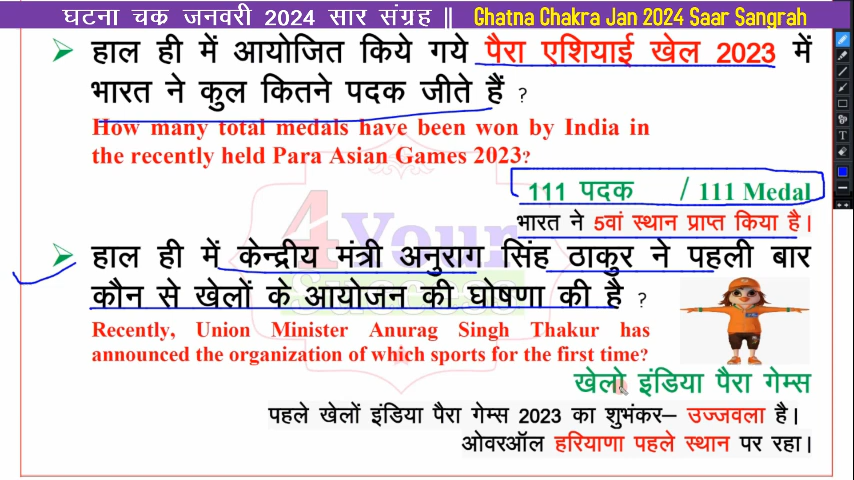 घटना चक्र जनवरी 2024 सार संग्रह || Ghatna Chakra Jan 2024 Saar Sangrah
➢ हाल ही में आयोजित किये गये पैरा एशियाई खेल 2023 में
भारत ने कुल कितने पदक जीते हैं ?
How many total medals have been won by India in
the recently held Para Asian Games 2023?
111 पदक / 111 Medal
भारत ने 5वां स्थान प्राप्त किया है।
➢ हाल ही में केन्द्रीय मंत्री अनुराग सिंह ठाकुर ने पहली बार
कौन से खेलों के आयोजन की घोषणा की है ?
Recently, Union Minister Anurag Singh Thakur has
announced the organization of which sports for the first time?
खेलो इंडिया पैरा गेम्स
पहले खेलों इंडिया पैरा गेम्स 2023 का शुभंकर– उज्जवला है।
ओवरऑल हरियाणा पहले स्थान पर रहा।
4
Your
Success